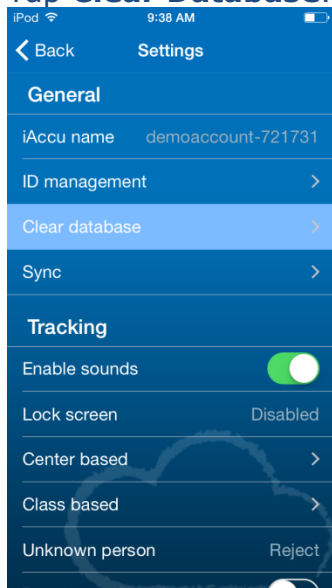 Tap Clear Database.
iPod 9:38 AM
Back Settings
General
iAccu name demoaccount-721731
ID management
Clear database
Sync
Tracking
Enable sounds
Lock screen Disabled
Center based
Class based
Unknown person Reject